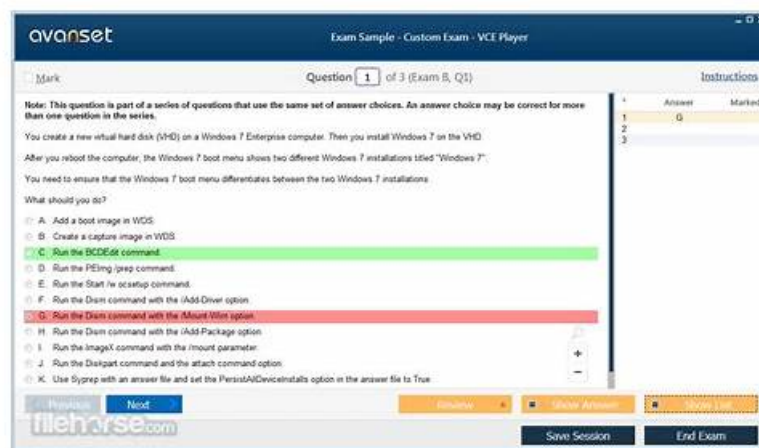 avanset
Exam Sample - Custom Exam - VCE Player
Mark
Question 1 of 3 (Exam B, Q1)
Instructions
Note: This question is part of a series of questions that use the same set of answer choices. An answer choice may be correct for more
than one question in the series.
You create a new virtual hard disk (VHD) on a Windows 7 Enterprise computer. Then you install Windows 7 on the VHD.
After you reboot the computer, the Windows 7 boot menu shows two different Windows 7 installations titled "Windows 7".
You need to ensure that the Windows 7 boot menu differentiates between the two Windows 7 installations
What should you do?
A. Add a boot image in WDS.
B. Create a capture image in WDS.
C. Run the BCDEdit command.
D. Run the PEImg /prep command.
E. Run the Start /w ocsetup command.
F. Run the Dism command with the /Add-Driver option.
G. Run the Dism command with the /Mount-Wim option.
H. Run the Dism command with the /Add-Package option.
I. Run the ImageX command with the /mount parameter.
J. Run the Diskpart command and the attach command option.
K. Use Sysprep with an answer file and set the PersistAllDeviceInstalls option in the answer file to True
* Answer Marked
1 G
2
3
+
−
Previous
Next
Review
Show Answer
Show List
Save Session
End Exam
filehorse.com